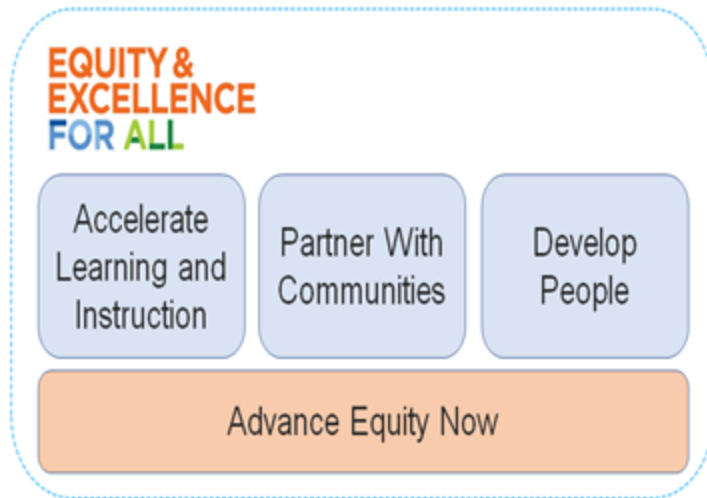 EQUITY &
EXCELLENCE
FOR ALL
Accelerate
Learning and
Instruction
Partner With
Communities
Develop
People
Advance Equity Now